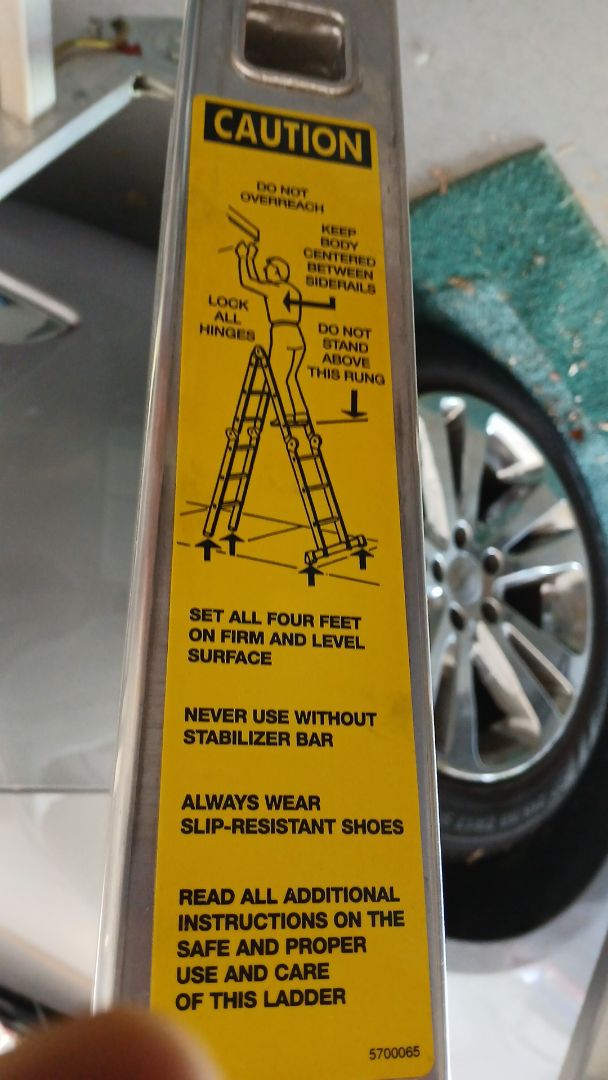 CAUTION
DO NOT
OVERREACH
KEEP
BODY
CENTERED
BETWEEN
SIDERAILS
LOCK
ALL
HINGES
DO NOT
STAND
ABOVE
THIS RUNG
SET ALL FOUR FEET
ON FIRM AND LEVEL
SURFACE
NEVER USE WITHOUT
STABILIZER BAR
ALWAYS WEAR
SLIP-RESISTANT SHOES
READ ALL ADDITIONAL
INSTRUCTIONS ON THE
SAFE AND PROPER
USE AND CARE
OF THIS LADDER
5700065